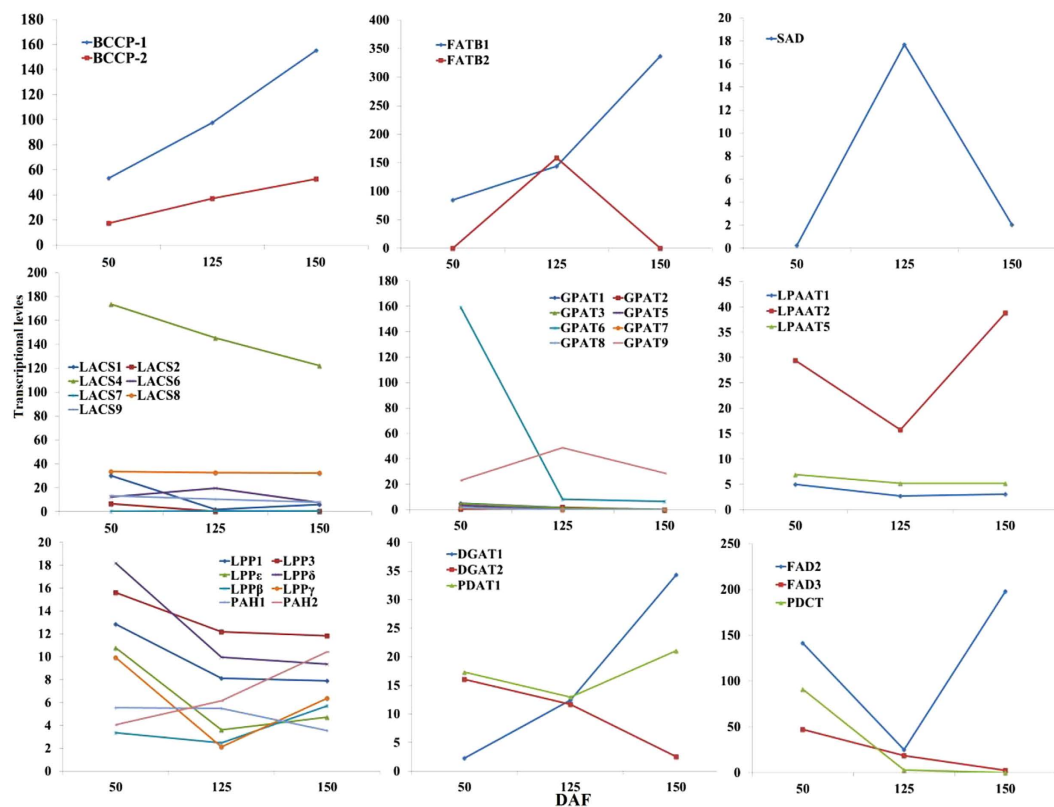 180
160
140
120
100
80
60
40
20
0
BCCP-1
BCCP-2
50 125 150
400
350
300
250
200
150
100
50
0
FATB1
FATB2
50 125 150
18
16
14
12
10
8
6
4
2
0
SAD
50 125 150
Transcriptional levles
200
180
160
140
120
100
80
60
40
20
0
LACS1 LACS2
LACS4 LACS6
LACS7 LACS8
LACS9
50 125 150
180
160
140
120
100
80
60
40
20
0
GPAT1 GPAT2
GPAT3 GPAT5
GPAT6 GPAT7
GPAT8 GPAT9
50 125 150
45
40
35
30
25
20
15
10
5
0
LPAAT1
LPAAT2
LPAAT5
50 125 150
20
18
16
14
12
10
8
6
4
2
0
LPP1 LPP3
LPPε LPPδ
LPPβ LPPγ
PAH1 PAH2
50 125 150
40
35
30
25
20
15
10
5
0
DGAT1
DGAT2
PDAT1
50 125 150
250
200
150
100
50
0
FAD2
FAD3
PDCT
50 125 150
DAF